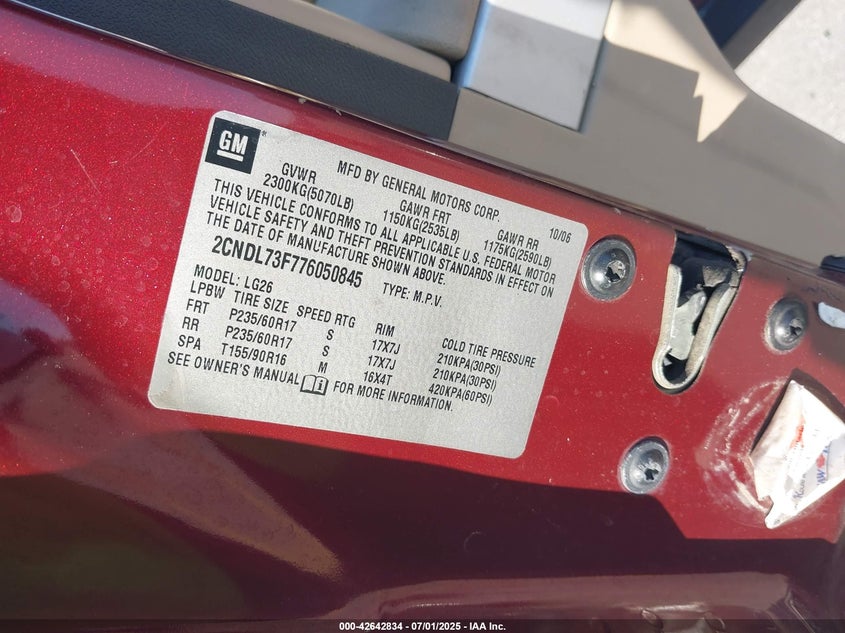 GM
MFD BY GENERAL MOTORS CORP. 10/06
GVWR GAWR FRT GAWR RR
2300KG(5070LB) 1150KG(2535LB) 1175KG(2590LB)
THIS VEHICLE CONFORMS TO ALL APPLICABLE U.S. FEDERAL MOTOR
VEHICLE SAFETY AND THEFT PREVENTION STANDARDS IN EFFECT ON
THE DATE OF MANUFACTURE SHOWN ABOVE.
2CNDL73F776050845 TYPE: M.P.V.
MODEL: LG26
LPBW TIRE SIZE SPEED RTG RIM COLD TIRE PRESSURE
FRT P235/60R17 S 17X7J 210KPA(30PSI)
RR P235/60R17 S 17X7J 210KPA(30PSI)
SPA T155/90R16 M 16X4T 420KPA(60PSI)
SEE OWNER'S MANUAL FOR MORE INFORMATION.
000-42642834 - 07/01/2025 - IAA Inc.